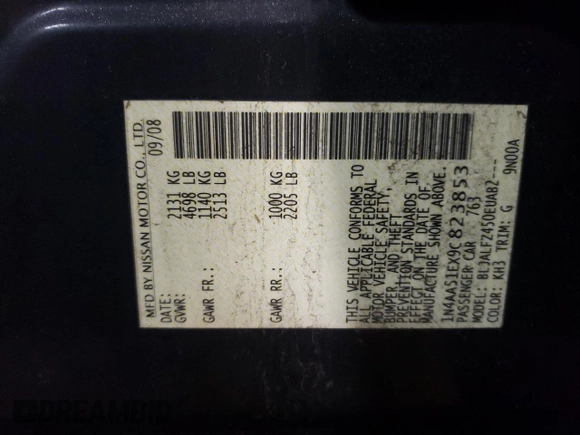 MFD BY NISSAN MOTOR CO., LTD.
DATE: 09/08
GVWR: 2131 KG
4698 LB
GAWR FR.: 1140 KG
2513 LB
GAWR RR.: 1000 KG
2205 LB
THIS VEHICLE CONFORMS TO
ALL APPLICABLE FEDERAL
MOTOR VEHICLE SAFETY,
BUMPER, AND THEFT
PREVENTION STANDARDS IN
EFFECT ON THE DATE OF
MANUFACTURE SHOWN ABOVE.
1N4AA51EX9C823853
PASSENGER CAR 763
MODEL: BLJALFZ45OEUABZ---
COLOR: KH3 TRIM: G 9N00A
DREAMBID